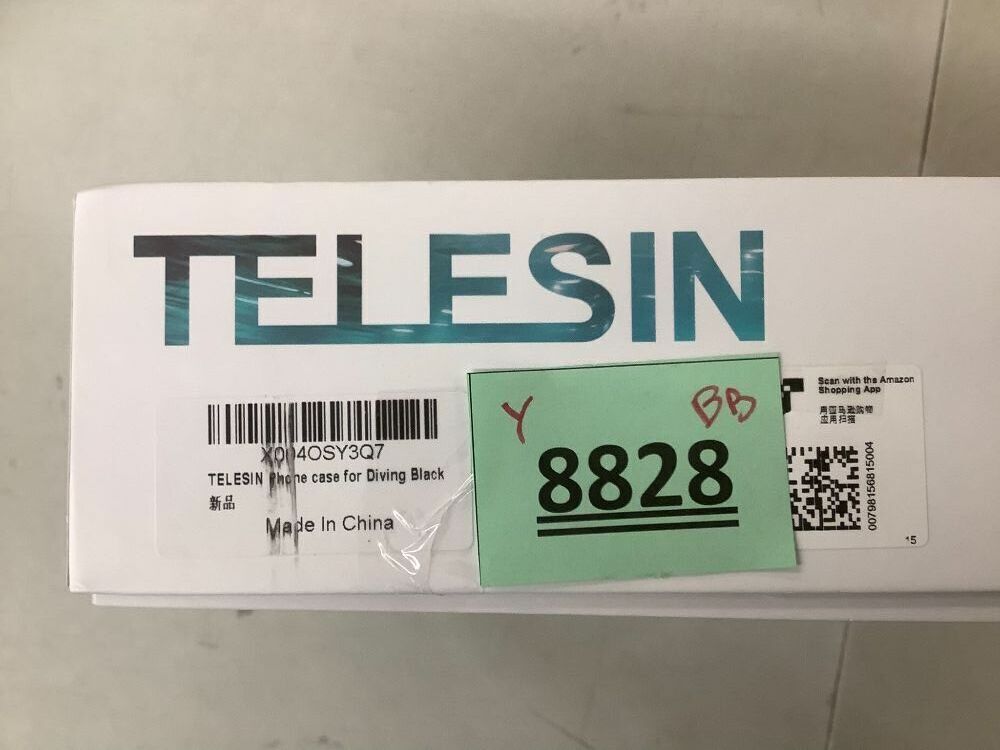 TELESIN
X004OSY3Q7
TELESIN Phone case for Diving Black
新品
Made In China
Y
BB
8828
Scan with the Amazon
Shopping App
用亚马逊购物
应用扫描
00798156815004
15